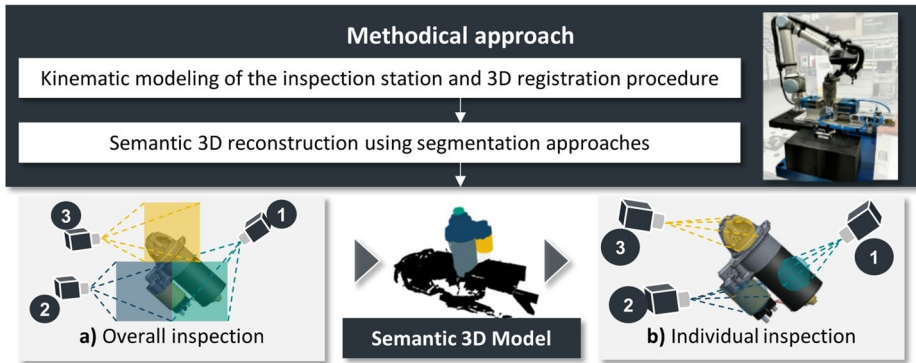 Methodical approach
Kinematic modeling of the inspection station and 3D registration procedure
Semantic 3D reconstruction using segmentation approaches
3
1
2
a) Overall inspection
Semantic 3D Model
3
1
2
b) Individual inspection